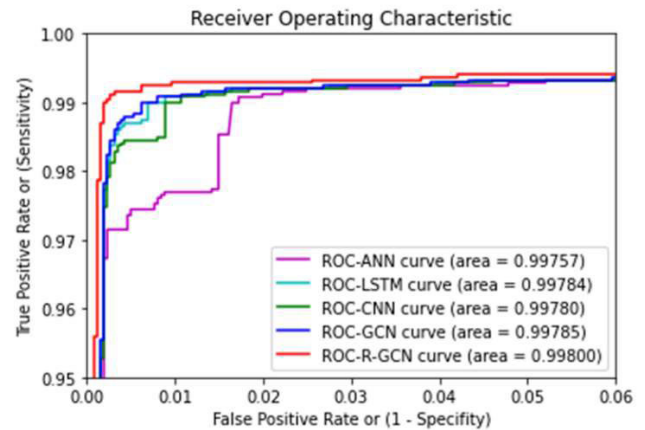 Receiver Operating Characteristic
1.00
0.99
0.98
0.97
0.96
0.95
True Positive Rate or (Sensitivity)
ROC-ANN curve (area = 0.99757)
ROC-LSTM curve (area = 0.99784)
ROC-CNN curve (area = 0.99780)
ROC-GCN curve (area = 0.99785)
ROC-R-GCN curve (area = 0.99800)
0.00 0.01 0.02 0.03 0.04 0.05 0.06
False Positive Rate or (1 - Specifity)